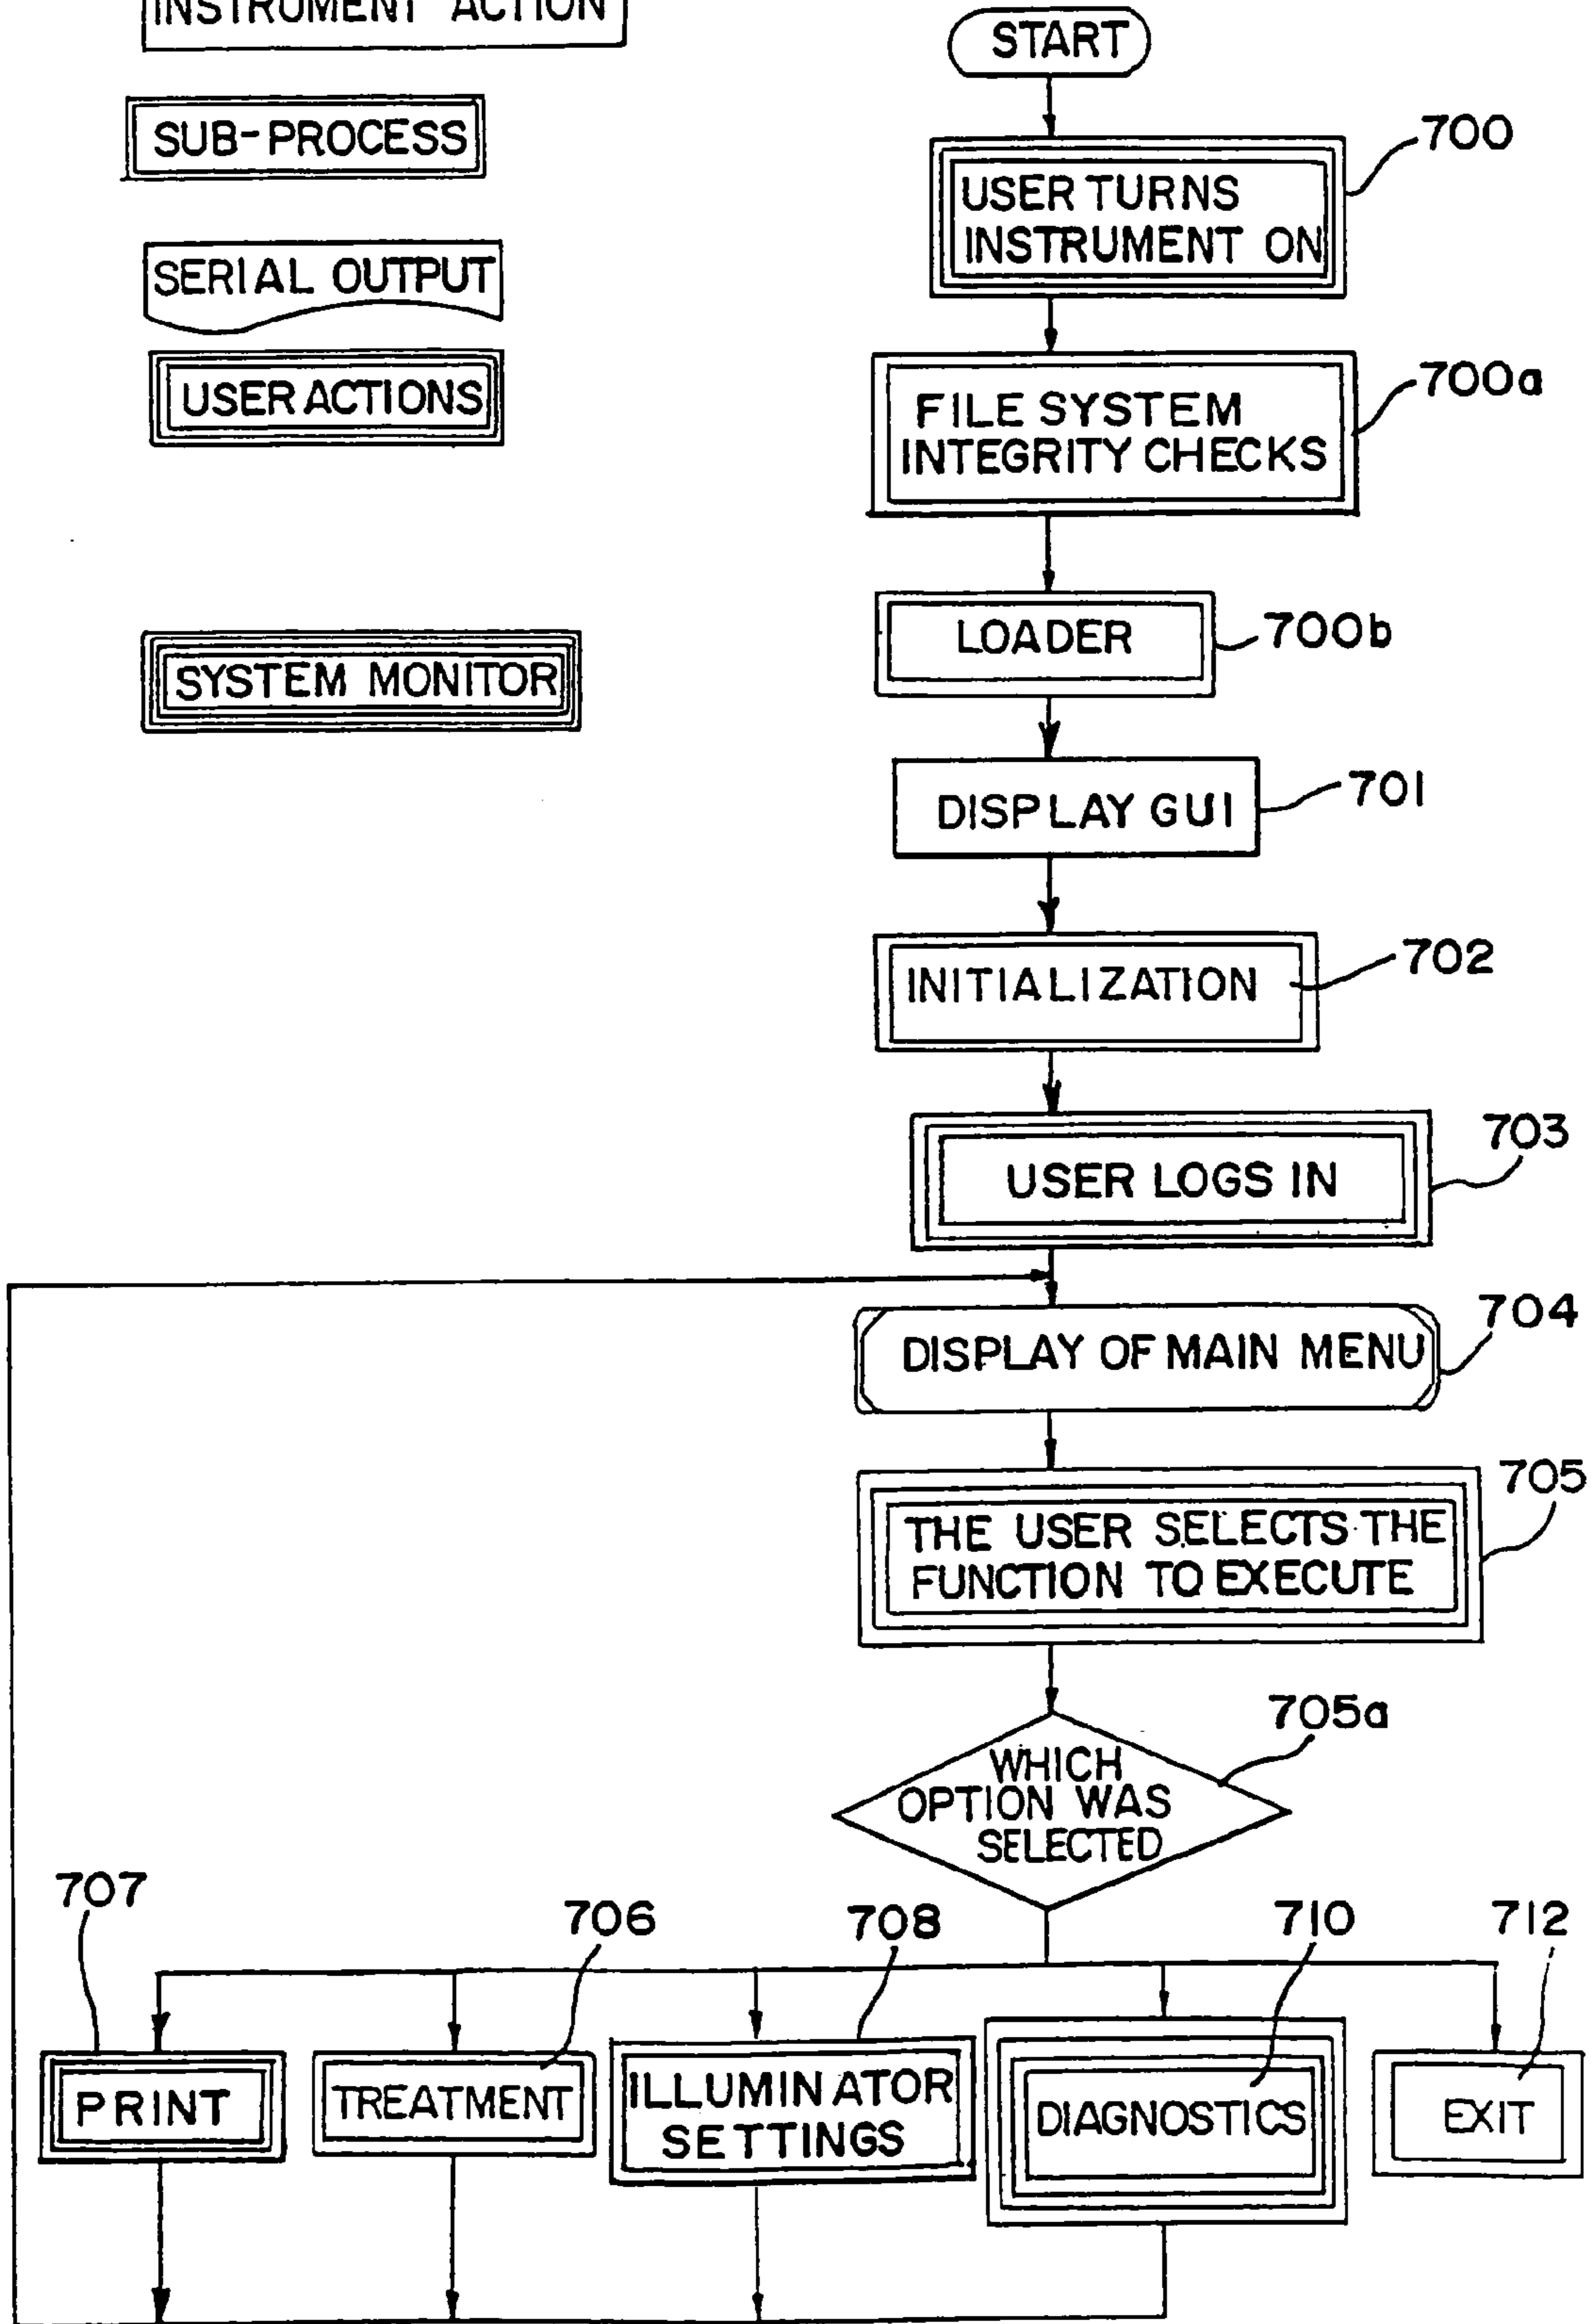 INSTRUMENT ACTION
SUB-PROCESS
SERIAL OUTPUT
USER ACTIONS
SYSTEM MONITOR
START
700
USER TURNS
INSTRUMENT ON
700a
FILE SYSTEM
INTEGRITY CHECKS
LOADER
700b
DISPLAY GUI
701
INITIALIZATION
702
USER LOGS IN
703
DISPLAY OF MAIN MENU
704
THE USER SELECTS THE
FUNCTION TO EXECUTE
705
705a
WHICH
OPTION WAS
SELECTED
707
706
708
710
712
PRINT
TREATMENT
ILLUMINATOR
SETTINGS
DIAGNOSTICS
EXIT